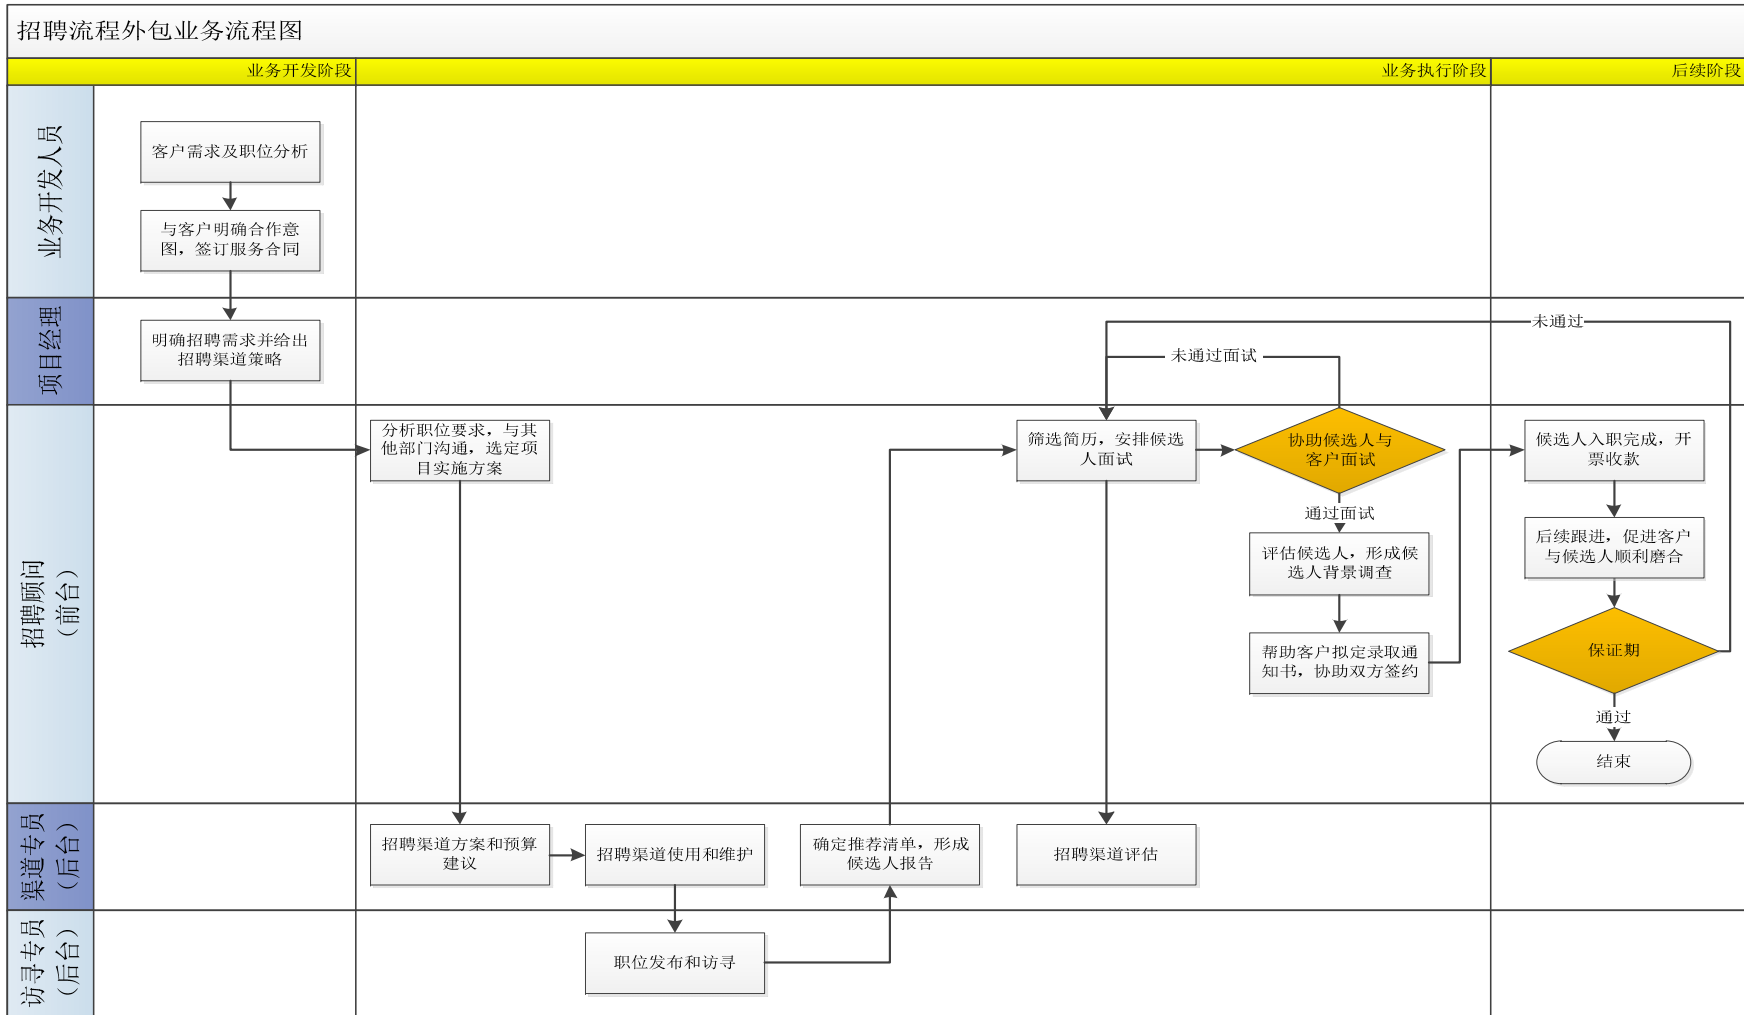 招聘流程外包业务流程图
业务开发阶段
业务执行阶段
后续阶段
业务开发人员
客户需求及职位分析
与客户明确合作意
图，签订服务合同
项目经理
明确招聘需求并给出
招聘渠道策略
未通过
未通过面试
招聘顾问
（前台）
分析职位要求，与其
他部门沟通，选定项
目实施方案
筛选简历，安排候选
人面试
协助候选人与
客户面试
通过面试
评估候选人，形成候
选人背景调查
帮助客户拟定录取通
知书，协助双方签约
候选人入职完成，开
票收款
后续跟进，促进客户
与候选人顺利磨合
保证期
通过
结束
渠道专员
（后台）
招聘渠道方案和预算
建议
招聘渠道使用和维护
确定推荐清单，形成
候选人报告
招聘渠道评估
访寻专员
（后台）
职位发布和访寻